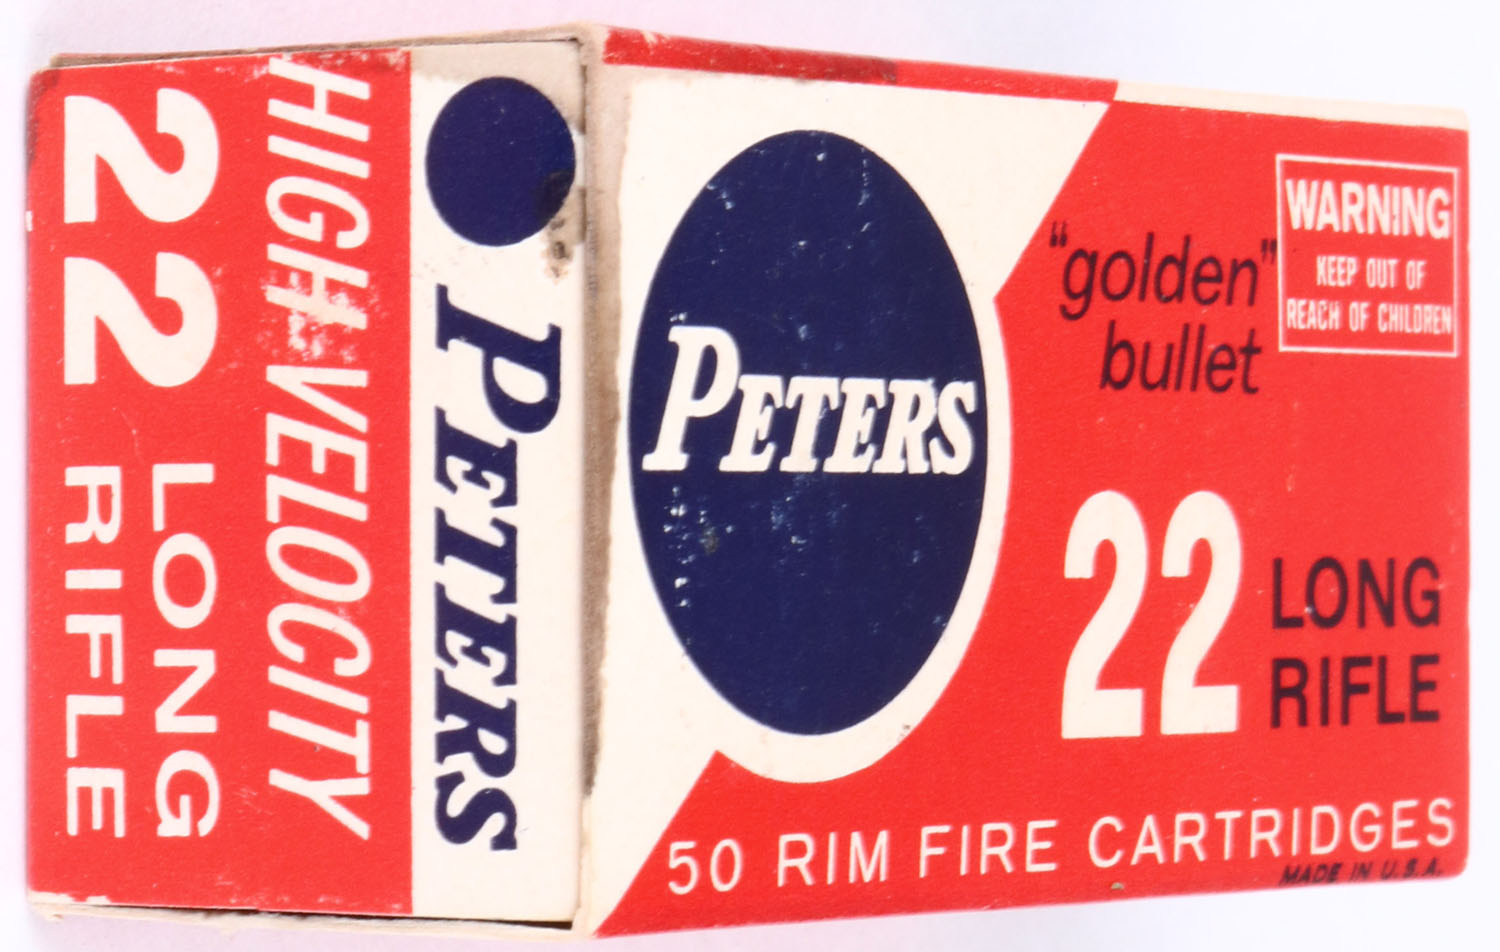 PETERS
HIGH-VELOCITY
22 LONG
22 RIFLE
PETERS
"golden"
bullet
WARNING
KEEP OUT OF
REACH OF CHILDREN
22 LONG
RIFLE
50 RIM FIRE CARTRIDGES
MADE IN U.S.A.